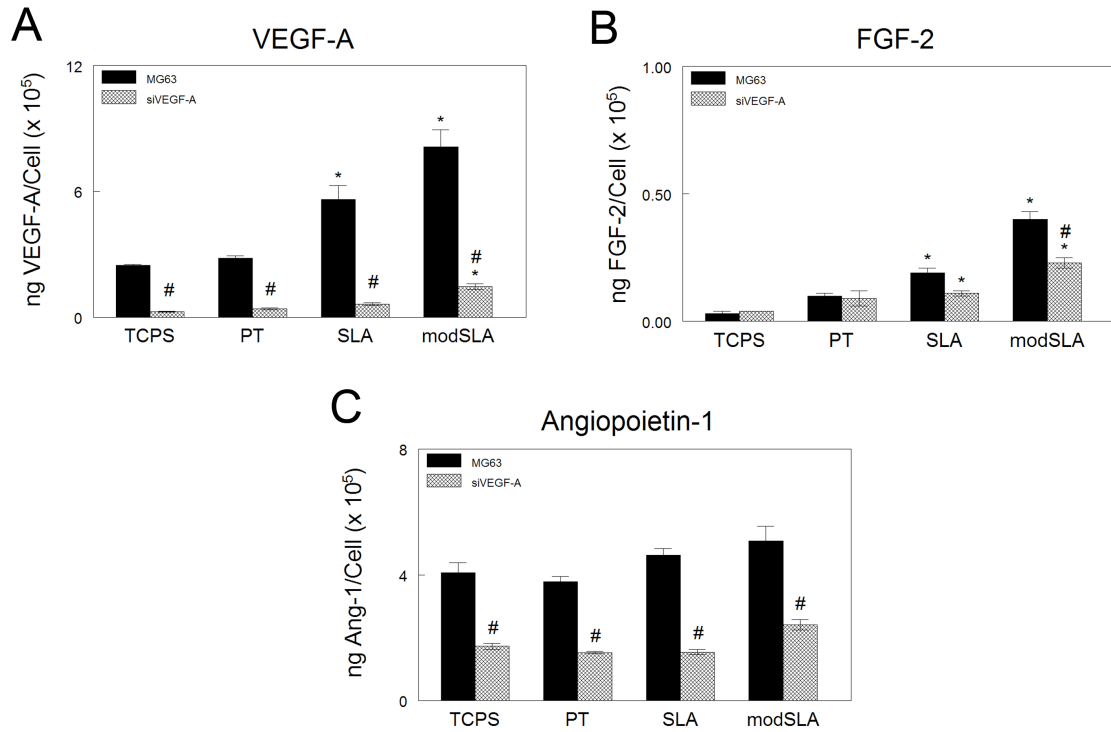 A
VEGF-A
ng VEGF-A/Cell (x 10⁵)
12
6
0
MG63
siVEGF-A
*
*
#
#
#
#
*
TCPS PT SLA modSLA
B
FGF-2
ng FGF-2/Cell (x 10⁵)
1.00
0.50
0.00
MG63
siVEGF-A
*
*
*
#
*
TCPS PT SLA modSLA
C
Angiopoietin-1
ng Ang-1/Cell (x 10⁵)
8
4
0
MG63
siVEGF-A
#
#
#
#
TCPS PT SLA modSLA